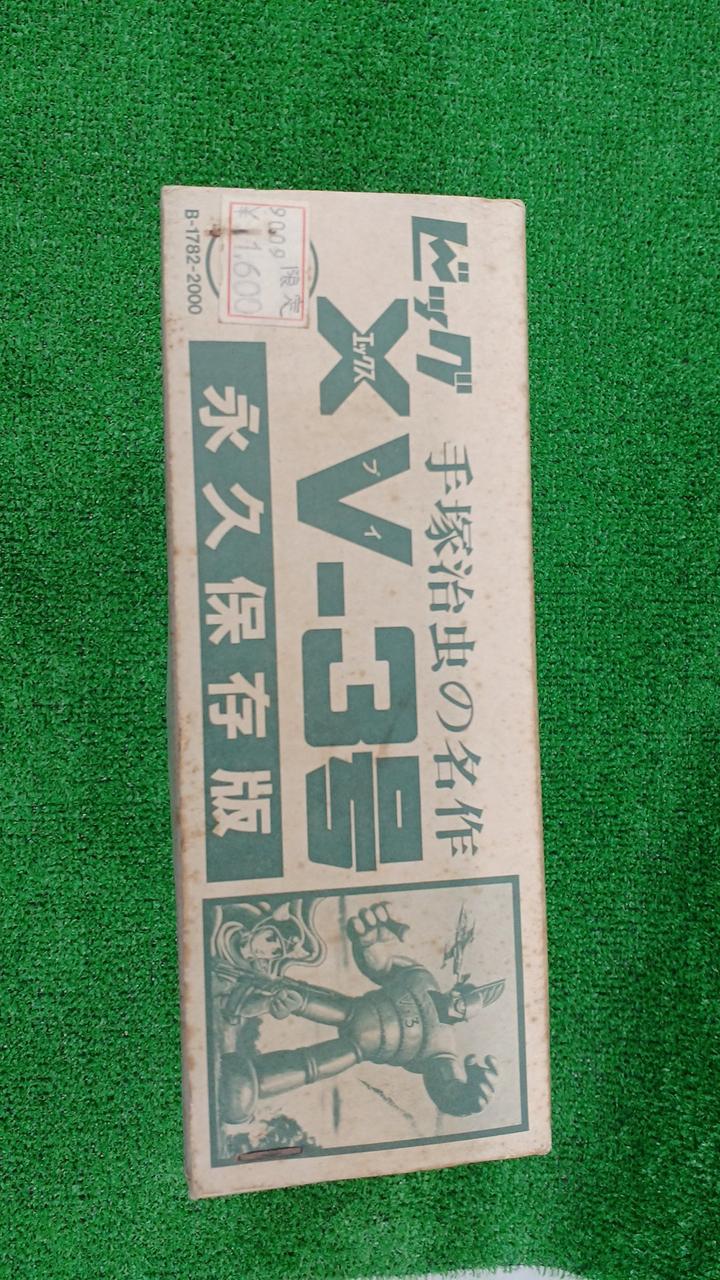 ビッグ
X
エックス
手塚治虫の名作
V-3号
ブイ
永久保存版
B-1782-2000
9009 限定
¥1,600
V3